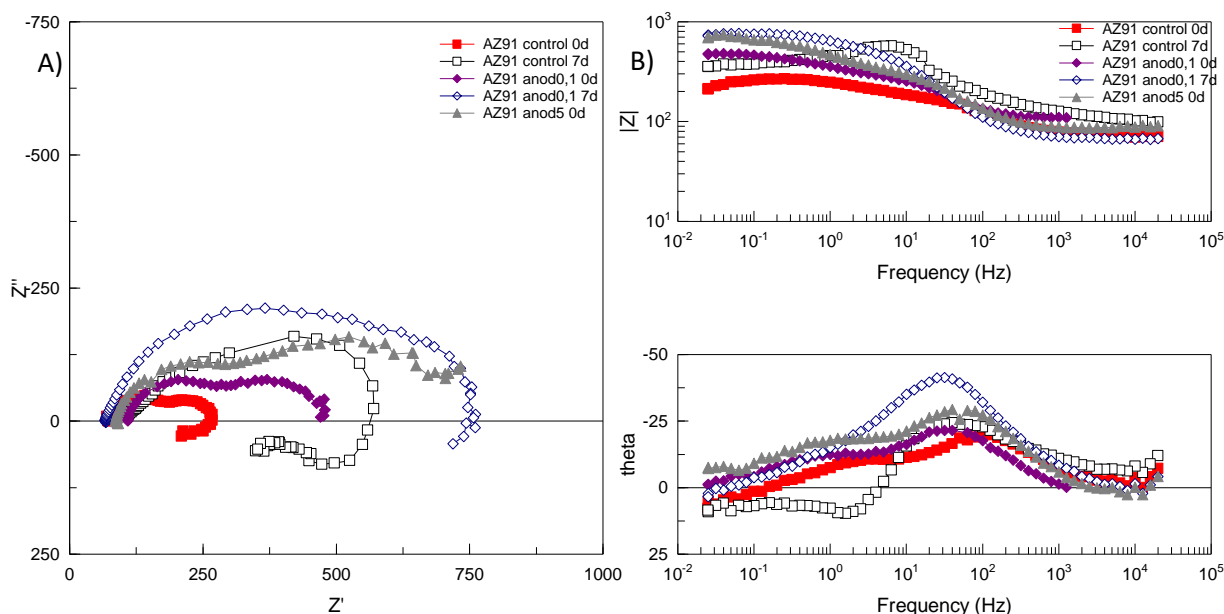 A)
-750
-500
-250
0
250
Z''
0
250
500
750
1000
Z'
AZ91 control 0d
AZ91 control 7d
AZ91 anod0,1 0d
AZ91 anod0,1 7d
AZ91 anod5 0d
B)
10³
10²
10¹
|Z|
10⁻² 10⁻¹ 10⁰ 10¹ 10² 10³ 10⁴ 10⁵
Frequency (Hz)
AZ91 control 0d
AZ91 control 7d
AZ91 anod0,1 0d
AZ91 anod0,1 7d
AZ91 anod5 0d
-50
-25
0
25
theta
10⁻² 10⁻¹ 10⁰ 10¹ 10² 10³ 10⁴ 10⁵
Frequency (Hz)